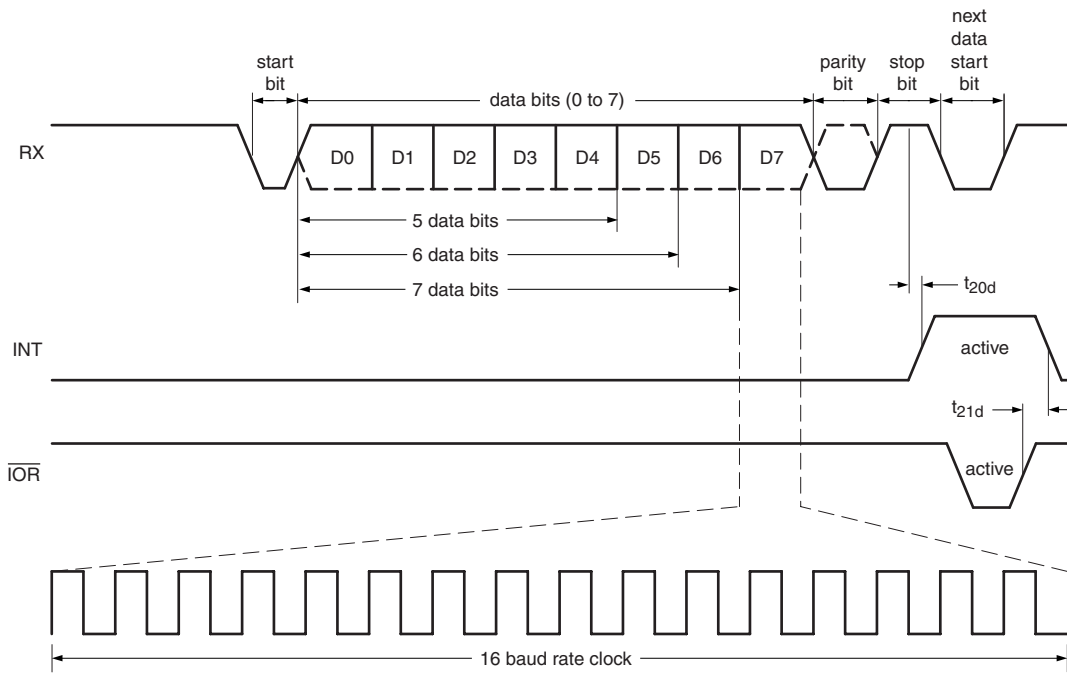 next
data
start
bit
start
bit
parity
bit
stop
bit
data bits (0 to 7)
RX
D0 D1 D2 D3 D4 D5 D6 D7
5 data bits
6 data bits
7 data bits
t20d
INT
active
t21d
IOR
active
16 baud rate clock